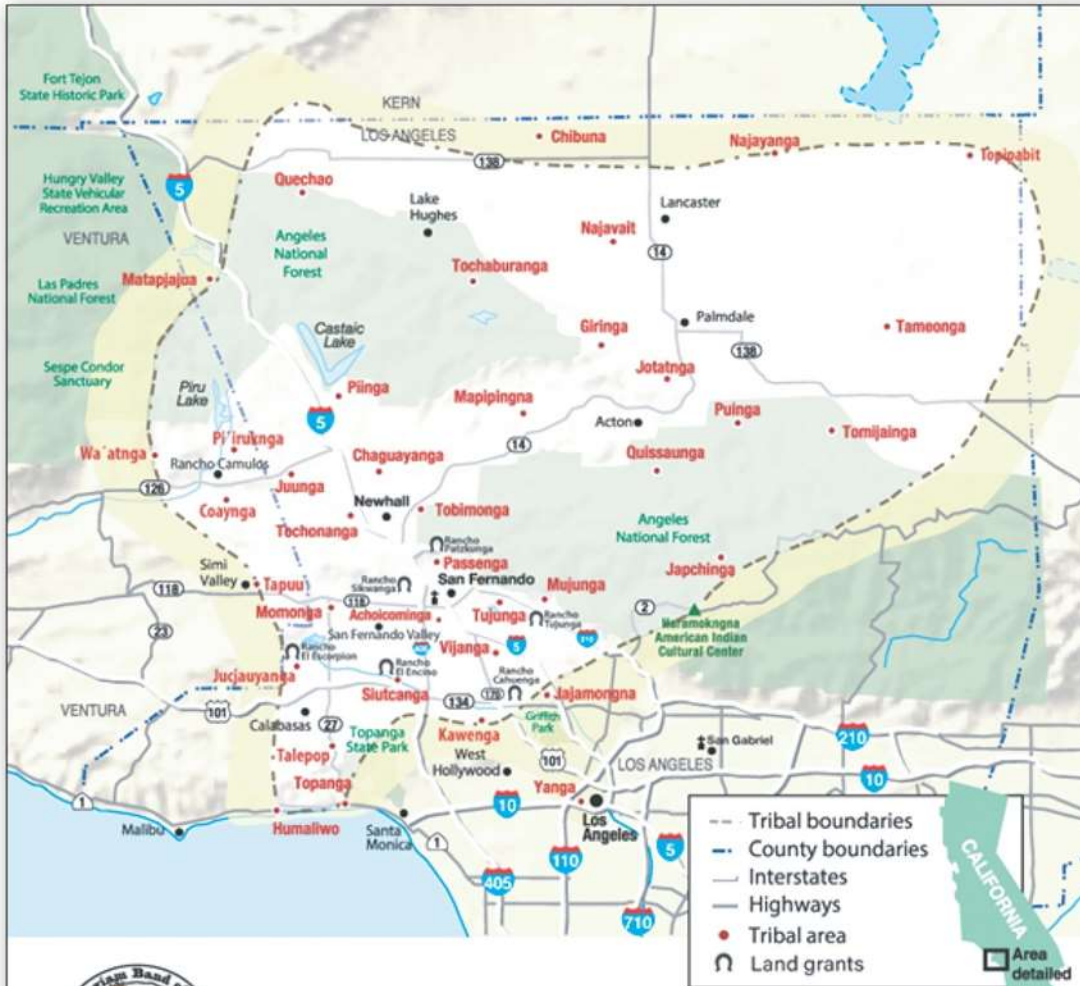 Fort Tejon
State Historic Park
KERN
LOS ANGELES
Chibuna
Najayanga
Topipabit
138
5
Hungry Valley
State Vehicular
Recreation Area
Quechao
Lake
Hughes
Lancaster
VENTURA
Angeles
National
Forest
Najavait
14
Las Padres
National Forest
Matapjajua
Tochaburanga
Castaic
Lake
Giringa
Palmdale
Tameonga
138
Sespe Condor
Sanctuary
Piru
Lake
Piinga
Jotatnga
Mapipingna
Puinga
5
Acton
14
Tomijainga
Wa´atnga
Pi´iruknga
Rancho Camulos
Chaguayanga
Quissaunga
126
Juunga
Newhall
Coaynga
Tobimonga
Tochonanga
Angeles
National Forest
Rancho
Passenga
Japchinga
Simi
Valley
Tapuu
Rancho
Sikwanga
San Fernando
Mujunga
118
118
Momonga
Achoicominga
Tujunga
Rancho
Tujunga
2
23
San Fernando Valley
Vijanga
5
Haramokngna
American Indian
Cultural Center
Rancho
El Escorpion
Rancho
El Encino
Rancho
Cahuenga
Jucjauyanga
Siutcanga
134
170
Jajamongna
VENTURA
101
Calabasas
27
Topanga
State Park
Kawenga
Griffith
Park
101
San Gabriel
210
Talepop
West
Hollywood
LOS ANGELES
10
Topanga
Yanga
1
10
Malibu
Humaliwo
Santa
Monica
Los
Angeles
1
5
405
110
710
Tribal boundaries
County boundaries
Interstates
Highways
Tribal area
Land grants
CALIFORNIA
Area
detailed
Band